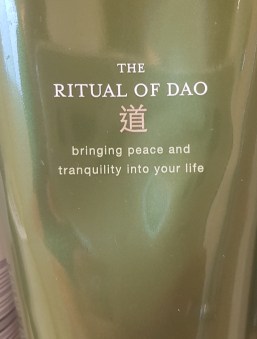 THE
RITUAL OF DAO
道
bringing peace and
tranquility into your life